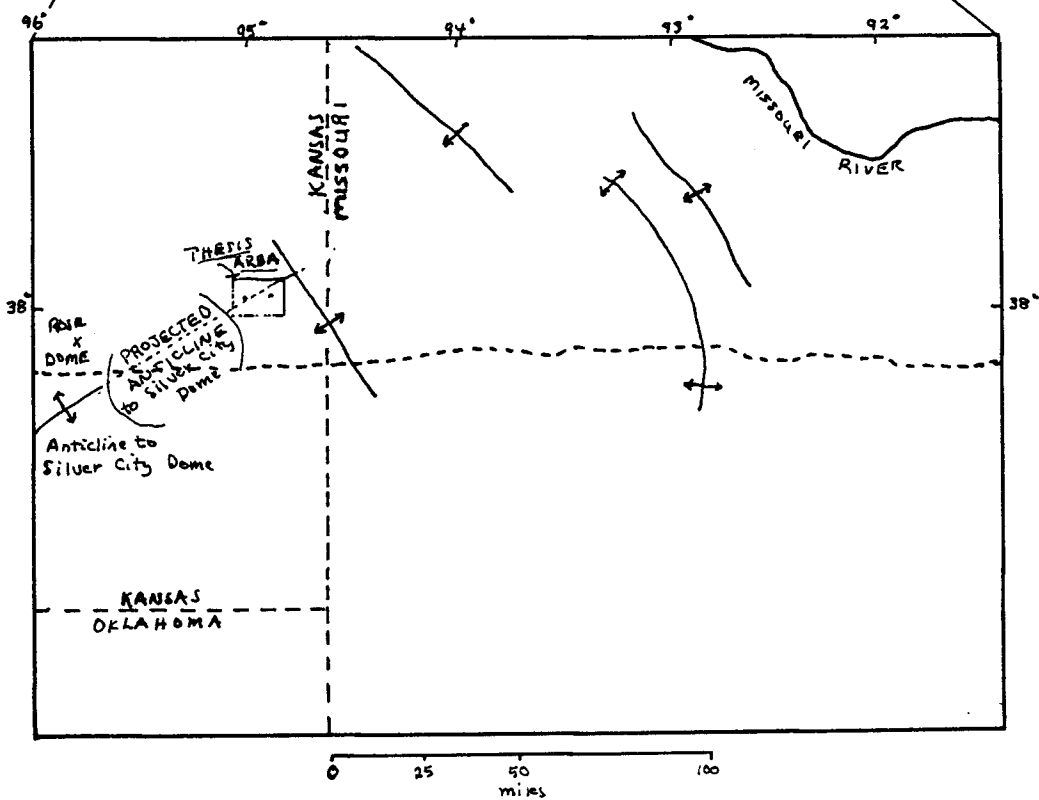 96°
95°
94°
93°
92°
KANSAS
MISSOURI
MISSOURI
RIVER
THESIS
AREA
38°
38°
ROSE
x
DOME
PROJECTED
ANTICLINE
to Silver City
Dome
Anticline to
Silver City Dome
KANSAS
OKLAHOMA
0 25 50 100
miles